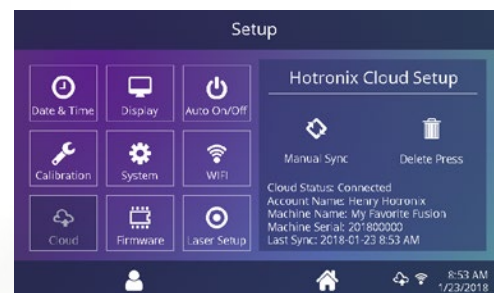 Setup
Date & Time
Display
Auto On/Off
Calibration
System
WIFI
Cloud
Firmware
Laser Setup
Hotronix Cloud Setup
Manual Sync
Delete Press
Cloud Status: Connected
Account Name: Henry Hotronix
Machine Name: My Favorite Fusion
Machine Serial: 201800000
Last Sync: 2018-01-23 8:53 AM
8:53 AM
1/23/2018